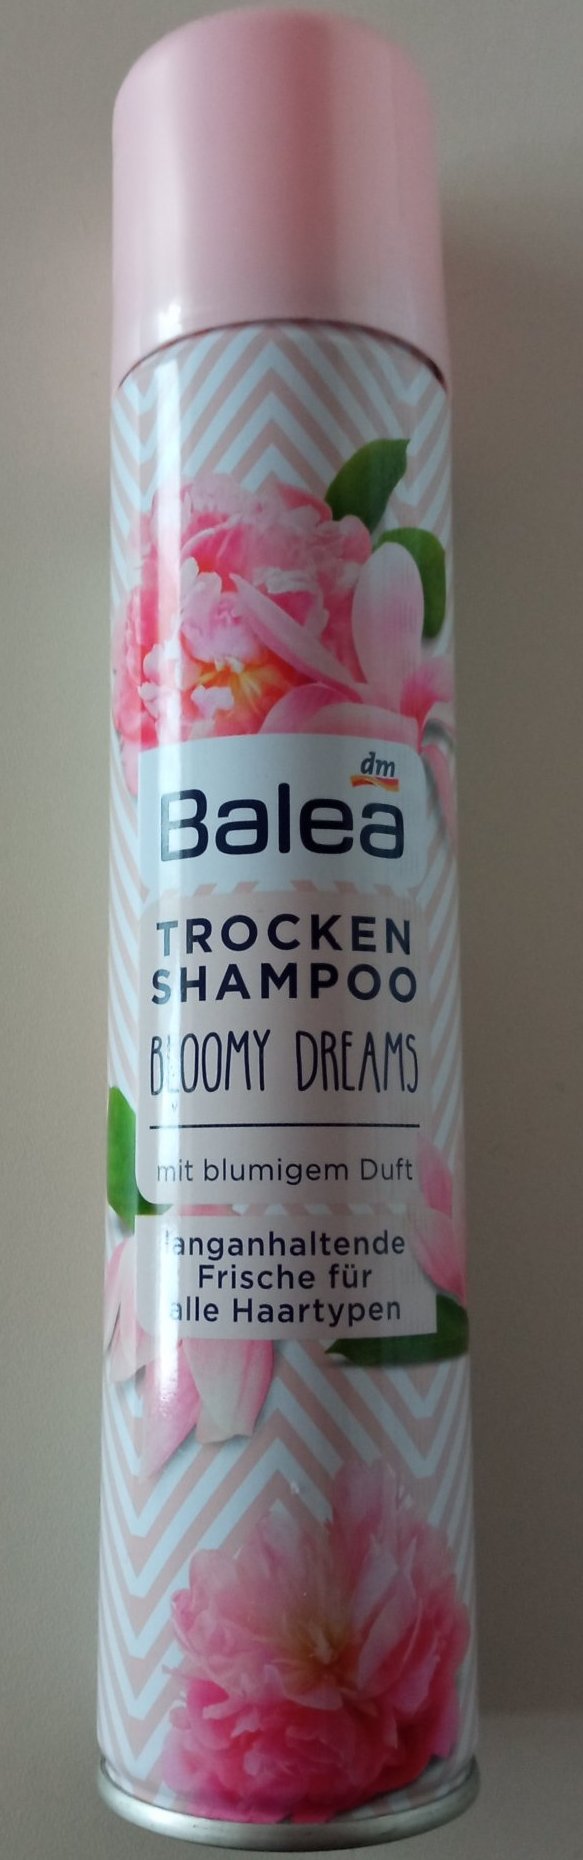 dm
Balea
TROCKEN
SHAMPOO
BLOOMY DREAMS
mit blumigem Duft
langanhaltende
Frische für
alle Haartypen